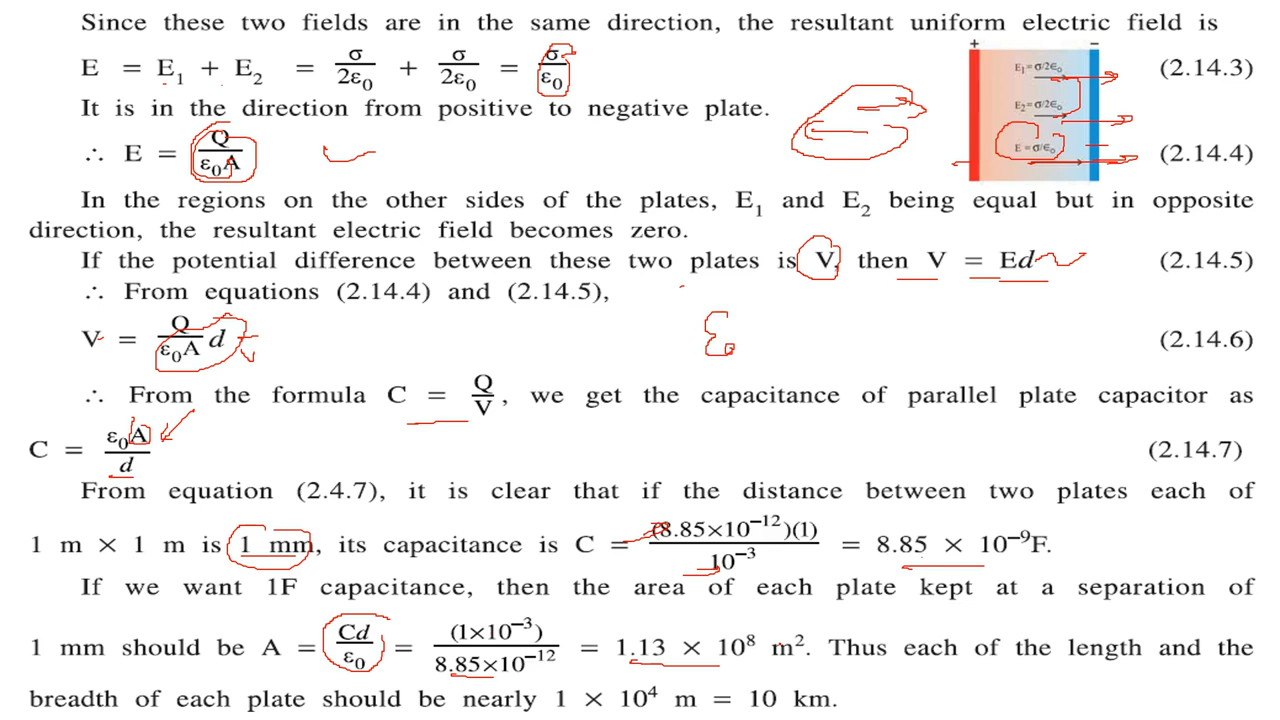 Since these two fields are in the same direction, the resultant uniform electric field is
E = E₁ + E₂ = σ/2ε₀ + σ/2ε₀ = σ/ε₀ (2.14.3)
+ −
E₁=σ/2ϵ₀
E₂=σ/2ϵ₀
E = σ/ϵ₀
It is in the direction from positive to negative plate.
∴ E = Q/ε₀A (2.14.4)
In the regions on the other sides of the plates, E₁ and E₂ being equal but in opposite
direction, the resultant electric field becomes zero.
If the potential difference between these two plates is V, then V = Ed (2.14.5)
∴ From equations (2.14.4) and (2.14.5),
V = Q/ε₀A d (2.14.6)
ε₀
∴ From the formula C = Q/V, we get the capacitance of parallel plate capacitor as
C = ε₀A/d (2.14.7)
From equation (2.4.7), it is clear that if the distance between two plates each of
1 m × 1 m is 1 mm, its capacitance is C = (8.85×10⁻¹²)(1)/10⁻³ = 8.85 × 10⁻⁹F.
If we want 1F capacitance, then the area of each plate kept at a separation of
1 mm should be A = Cd/ε₀ = (1×10⁻³)/8.85×10⁻¹² = 1.13 × 10⁸ m². Thus each of the length and the
breadth of each plate should be nearly 1 × 10⁴ m = 10 km.